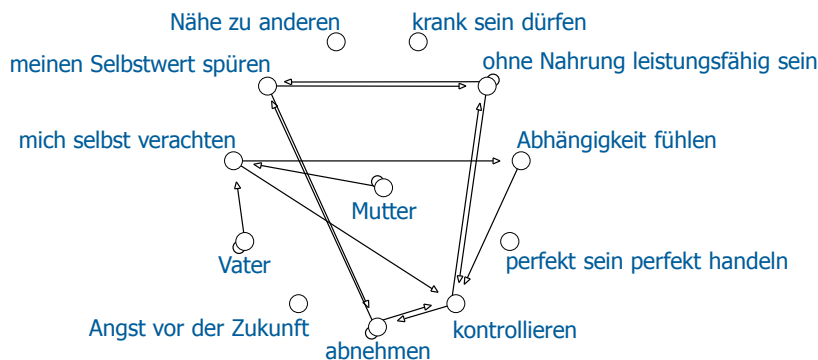 Nähe zu anderen
krank sein dürfen
meinen Selbstwert spüren
ohne Nahrung leistungsfähig sein
mich selbst verachten
Abhängigkeit fühlen
Mutter
Vater
perfekt sein perfekt handeln
Angst vor der Zukunft
kontrollieren
abnehmen